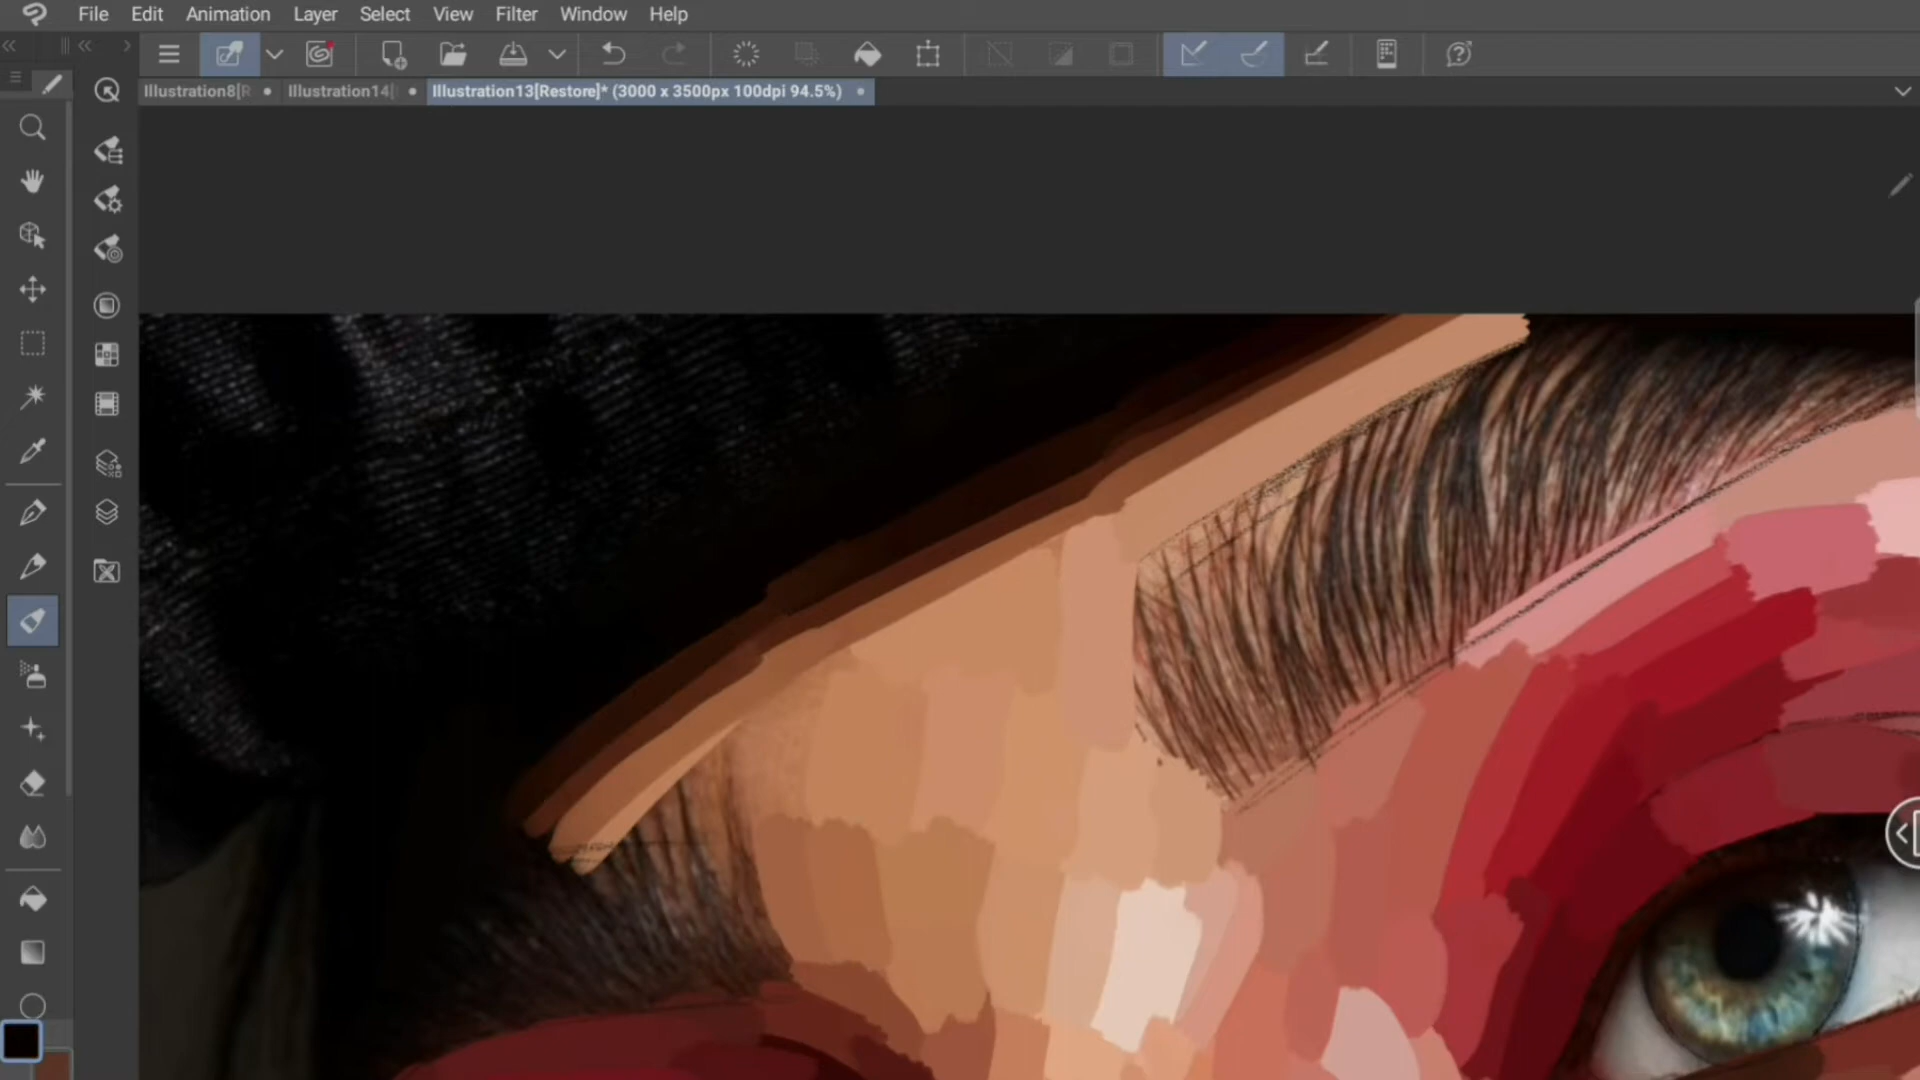 File Edit Animation Layer Select View Filter Window Help
Illustration8[R Illustration14[ Illustration13[Restore]* (3000 x 3500px 100dpi 94.5%)